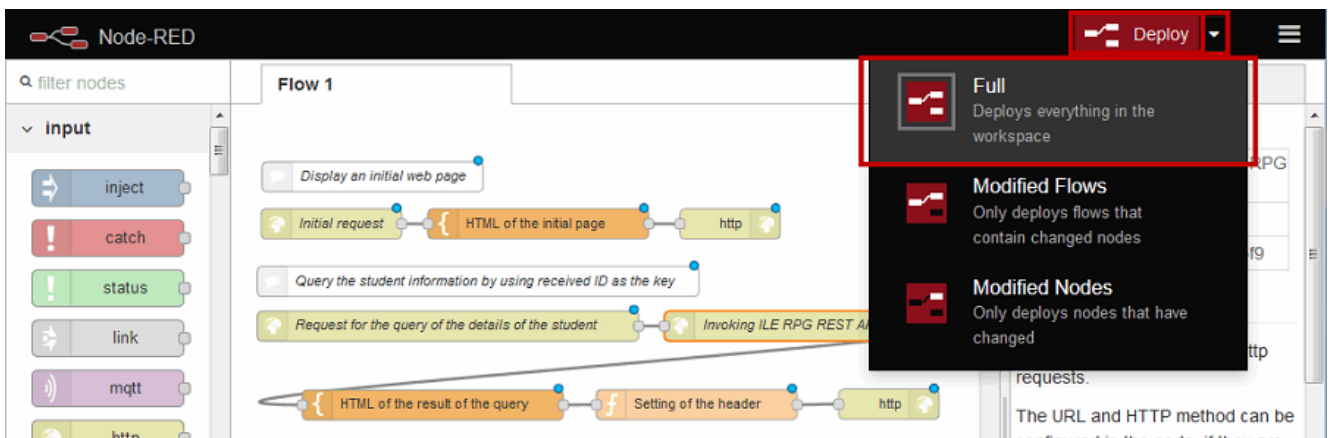 Node-RED
Deploy
filter nodes
Flow 1
Full
Deploys everything in the
workspace
input
RPG
Display an initial web page
inject
Modified Flows
Only deploys flows that
contain changed nodes
Initial request
HTML of the initial page
http
catch
of9
Query the student information by using received ID as the key
status
Modified Nodes
Only deploys nodes that have
changed
Request for the query of the details of the student
Invoking ILE RPG REST
link
http
requests.
mqtt
HTML of the result of the query
Setting of the header
http
The URL and HTTP method can be
http